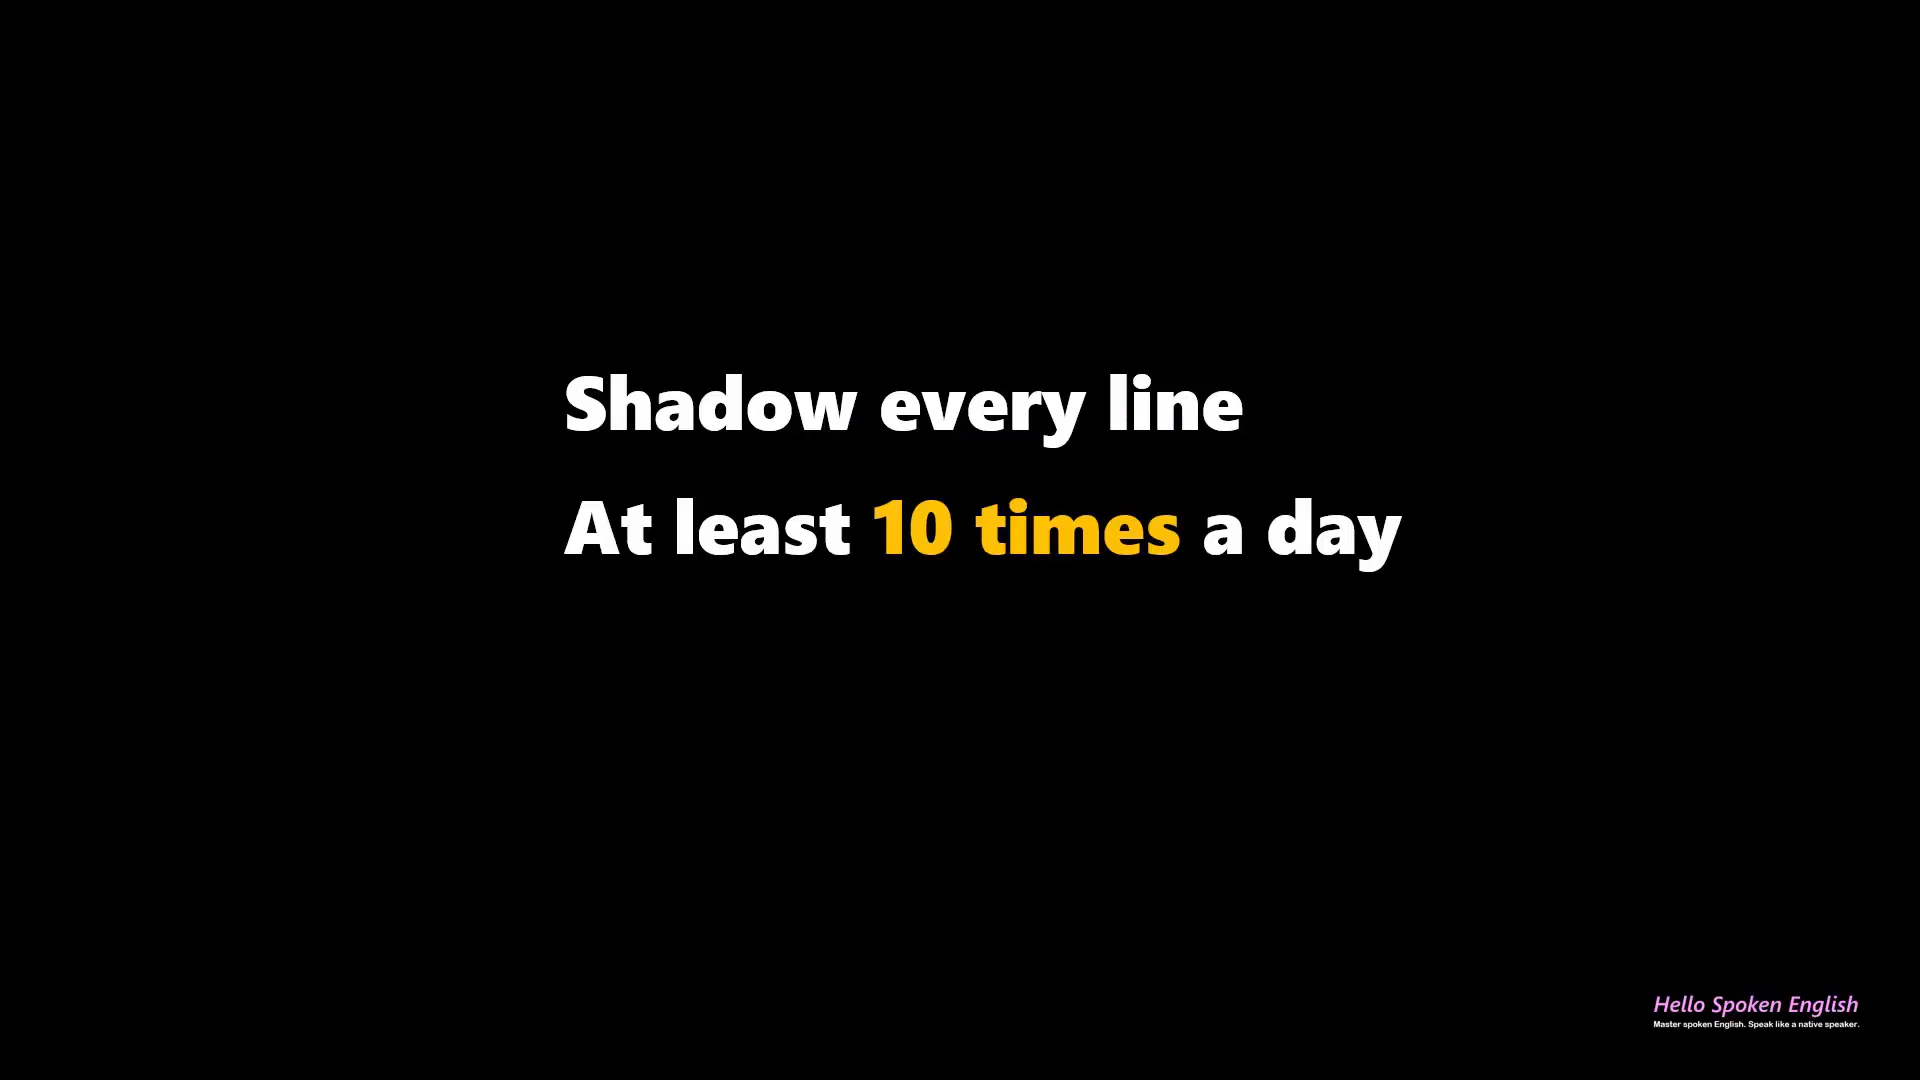 Shadow every line
At least 10 times a day
Hello Spoken English
Master spoken English. Speak like a native speaker.